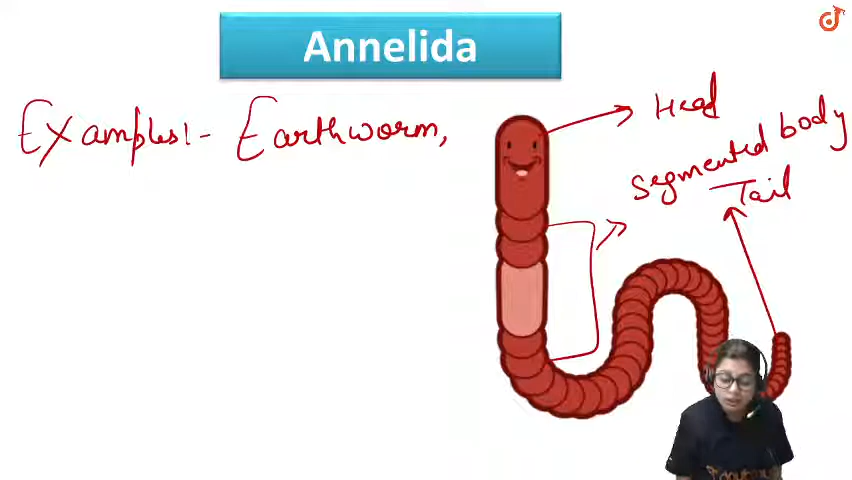 Annelida
Examples:- Earthworm,
Head
Segmented body
Tail